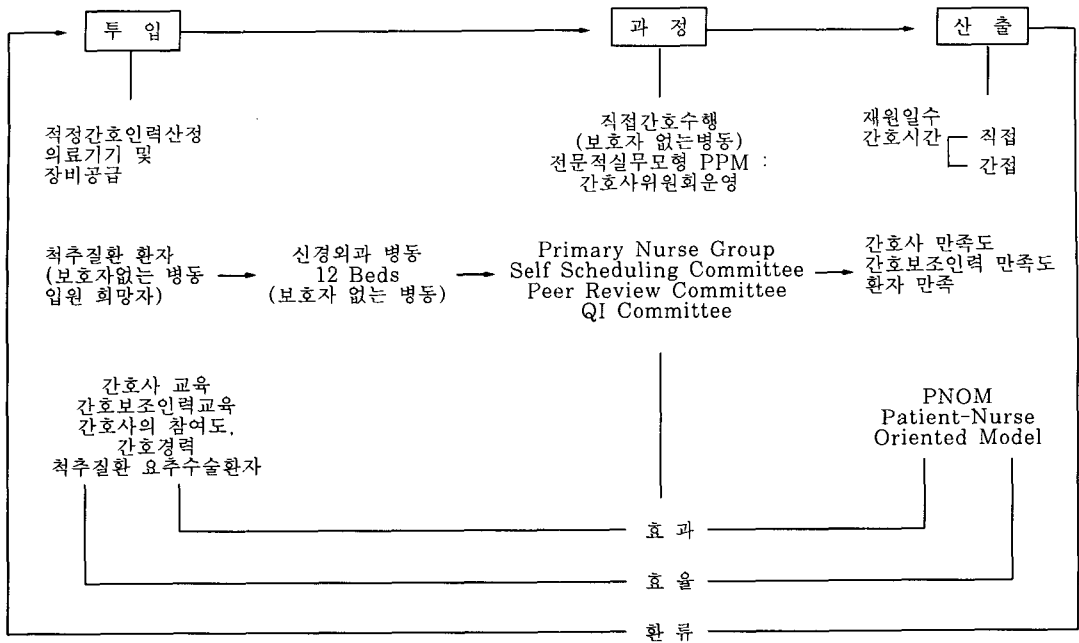 투 입
과 정
산 출
적정간호인력산정
의료기기 및
장비공급
직접간호수행
(보호자 없는병동)
전문적실무모형 PPM :
간호사위원회운영
재원일수
간호시간
직접
간접
척추질환 환자
(보호자없는 병동
입원 희망자)
신경외과 병동
12 Beds
(보호자 없는 병동)
Primary Nurse Group
Self Scheduling Committee
Peer Review Committee
QI Committee
간호사 만족도
간호보조인력 만족도
환자 만족
간호사 교육
간호보조인력교육
간호사의 참여도,
간호경력
척추질환 요추수술환자
PNOM
Patient-Nurse
Oriented Model
효 과
효 율
환 류